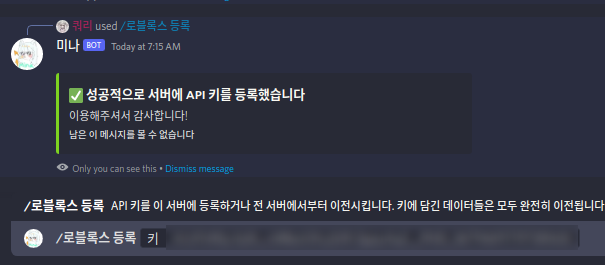 쿼리 used /로블록스 등록
미나 BOT Today at 7:15 AM
✅ 성공적으로 서버에 API 키를 등록했습니다
이용해주셔서 감사합니다!
남은 이 메시지를 볼 수 없습니다
Only you can see this • Dismiss message
/로블록스 등록 API 키를 이 서버에 등록하거나 전 서버에서부터 이전시킵니다. 키에 담긴 데이터들은 모두 완전히 이전됩니다
/로블록스 등록 키